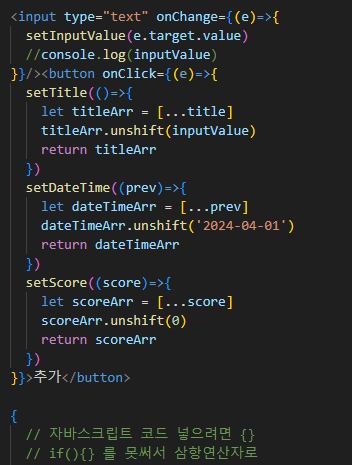 <input type="text" onChange={(e)=>{
  setInputValue(e.target.value)
  //console.log(inputValue)
}}/><button onClick={(e)=>{
  setTitle(()=>{
    let titleArr = [...title]
    titleArr.unshift(inputValue)
    return titleArr
  })
  setDateTime((prev)=>{
    let dateTimeArr = [...prev]
    dateTimeArr.unshift('2024-04-01')
    return dateTimeArr
  })
  setScore((score)=>{
    let scoreArr = [...score]
    scoreArr.unshift(0)
    return scoreArr
  })
}}>추가</button>
{
  // 자바스크립트 코드 넣으려면 {}
  // if(){} 를 못써서 삼항연산자로